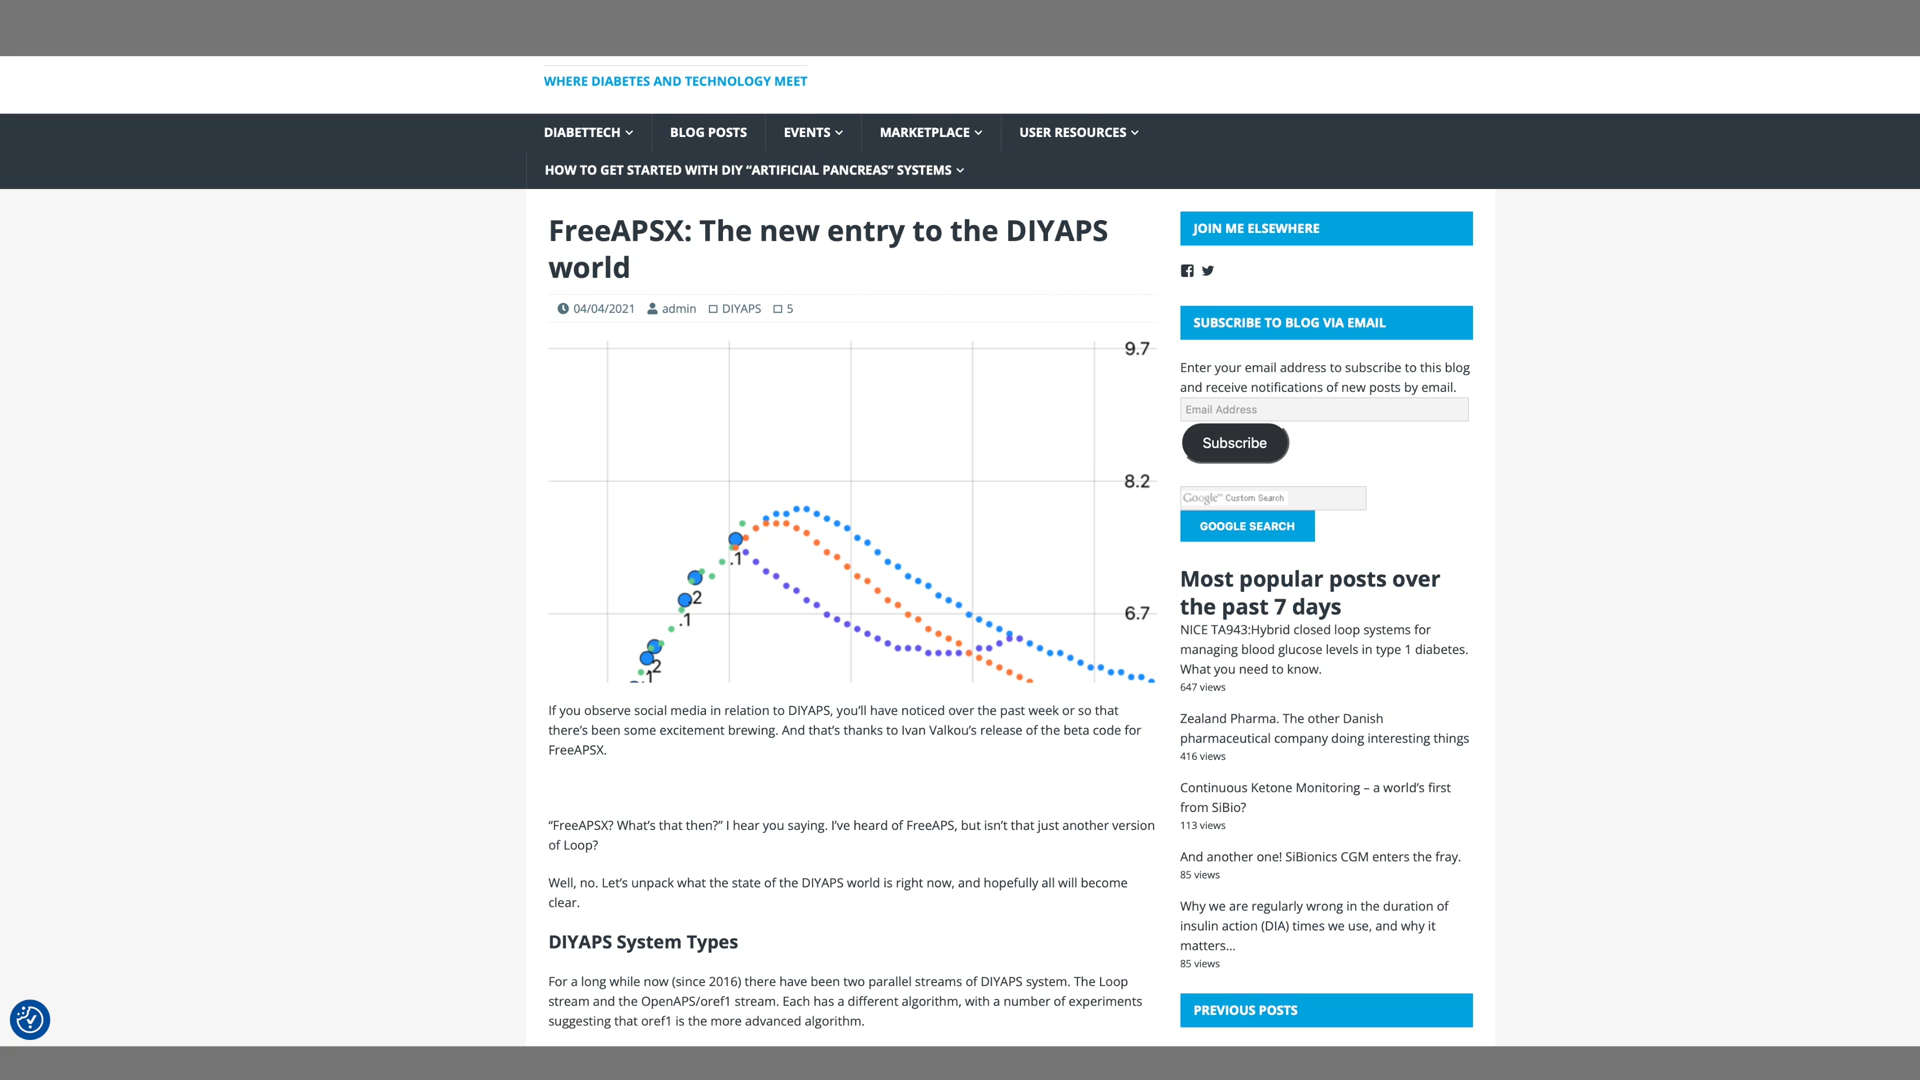 WHERE DIABETES AND TECHNOLOGY MEET
DIABETTECH
BLOG POSTS
EVENTS
MARKETPLACE
USER RESOURCES
HOW TO GET STARTED WITH DIY “ARTIFICIAL PANCREAS” SYSTEMS
FreeAPSX: The new entry to the DIYAPS
world
04/04/2021 admin DIYAPS 5
9.7
8.2
6.7
.1
.2
.1
2
1
If you observe social media in relation to DIYAPS, you’ll have noticed over the past week or so that
there’s been some excitement brewing. And that’s thanks to Ivan Valkou’s release of the beta code for
FreeAPSX.
“FreeAPSX? What’s that then?” I hear you saying. I’ve heard of FreeAPS, but isn’t that just another version
of Loop?
Well, no. Let’s unpack what the state of the DIYAPS world is right now, and hopefully all will become
clear.
DIYAPS System Types
For a long while now (since 2016) there have been two parallel streams of DIYAPS system. The Loop
stream and the OpenAPS/oref1 stream. Each has a different algorithm, with a number of experiments
suggesting that oref1 is the more advanced algorithm.
JOIN ME ELSEWHERE
SUBSCRIBE TO BLOG VIA EMAIL
Enter your email address to subscribe to this blog
and receive notifications of new posts by email.
Email Address
Subscribe
Google™ Custom Search
GOOGLE SEARCH
Most popular posts over
the past 7 days
NICE TA943:Hybrid closed loop systems for
managing blood glucose levels in type 1 diabetes.
What you need to know.
647 views
Zealand Pharma. The other Danish
pharmaceutical company doing interesting things
416 views
Continuous Ketone Monitoring – a world’s first
from SiBio?
113 views
And another one! SiBionics CGM enters the fray.
85 views
Why we are regularly wrong in the duration of
insulin action (DIA) times we use, and why it
matters…
85 views
PREVIOUS POSTS